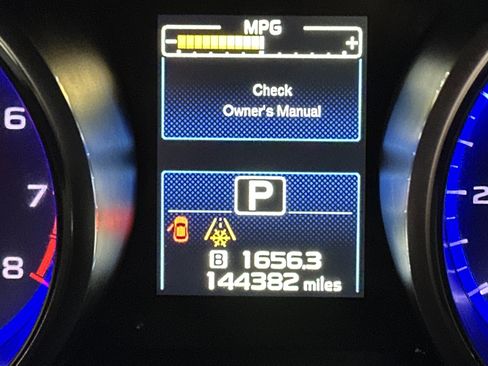 MPG
- +
Check
Owner's Manual
6
7
8
P
2
B 1656.3
144382 miles